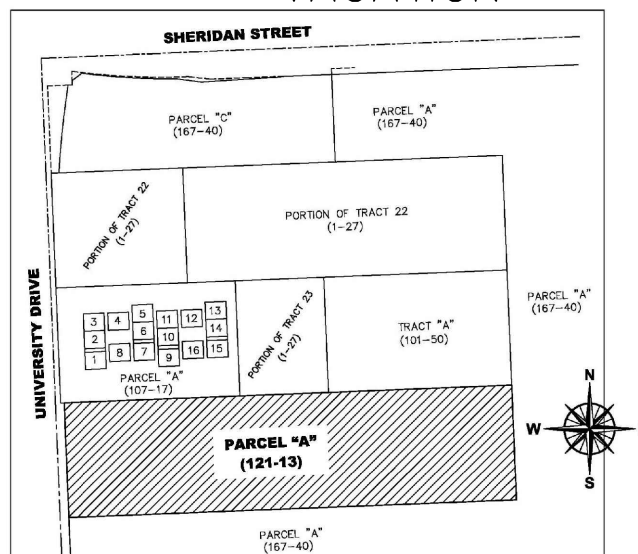 SHERIDAN STREET
PARCEL "C"
(167-40)
PARCEL "A"
(167-40)
PORTION OF TRACT 22
(1-27)
PORTION OF TRACT 22
(1-27)
UNIVERSITY DRIVE
3
4
5
11
12
13
2
6
10
14
1
8
7
9
16
15
PARCEL "A"
(107-17)
PORTION OF TRACT 23
(1-27)
TRACT "A"
(101-50)
PARCEL "A"
(167-40)
N
W
E
S
PARCEL "A"
(121-13)
PARCEL "A"
(167-40)